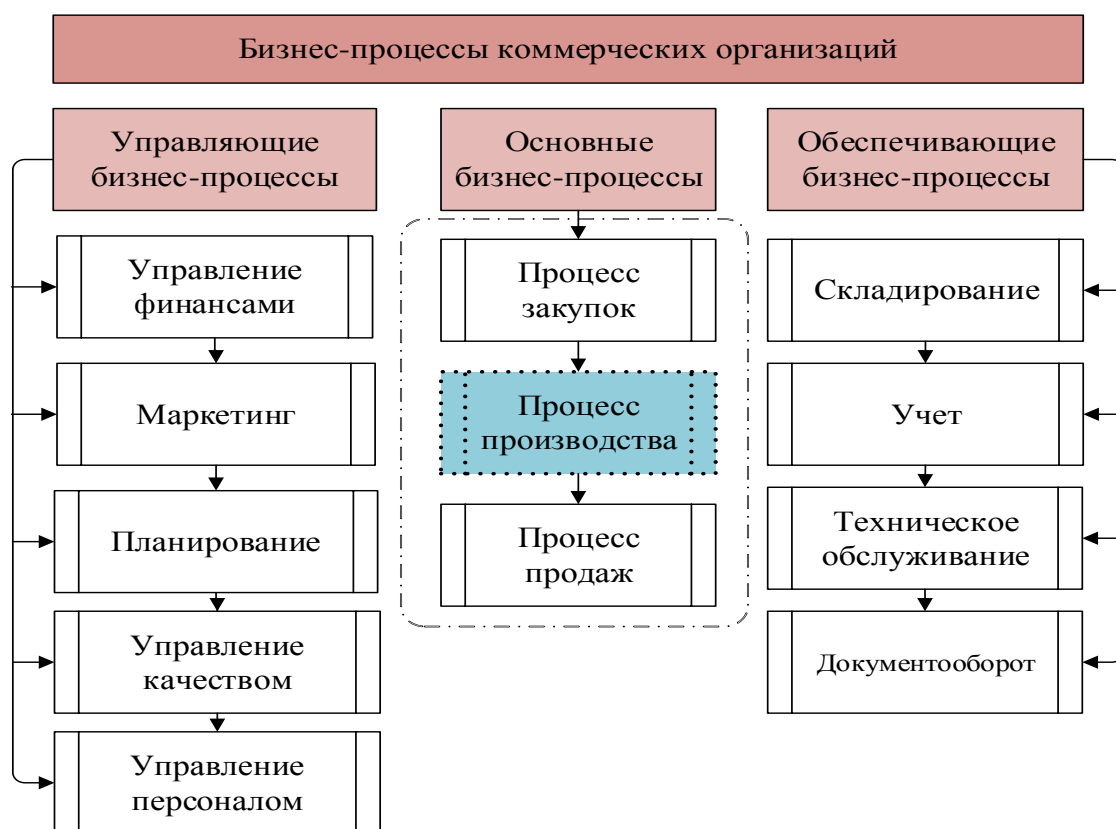 Бизнес-процессы коммерческих организаций
Управляющие
бизнес-процессы
Управление
финансами
Маркетинг
Планирование
Управление
качеством
Управление
персоналом
Основные
бизнес-процессы
Процесс
закупок
Процесс
производства
Процесс
продаж
Обеспечивающие
бизнес-процессы
Складирование
Учет
Техническое
обслуживание
Документооборот